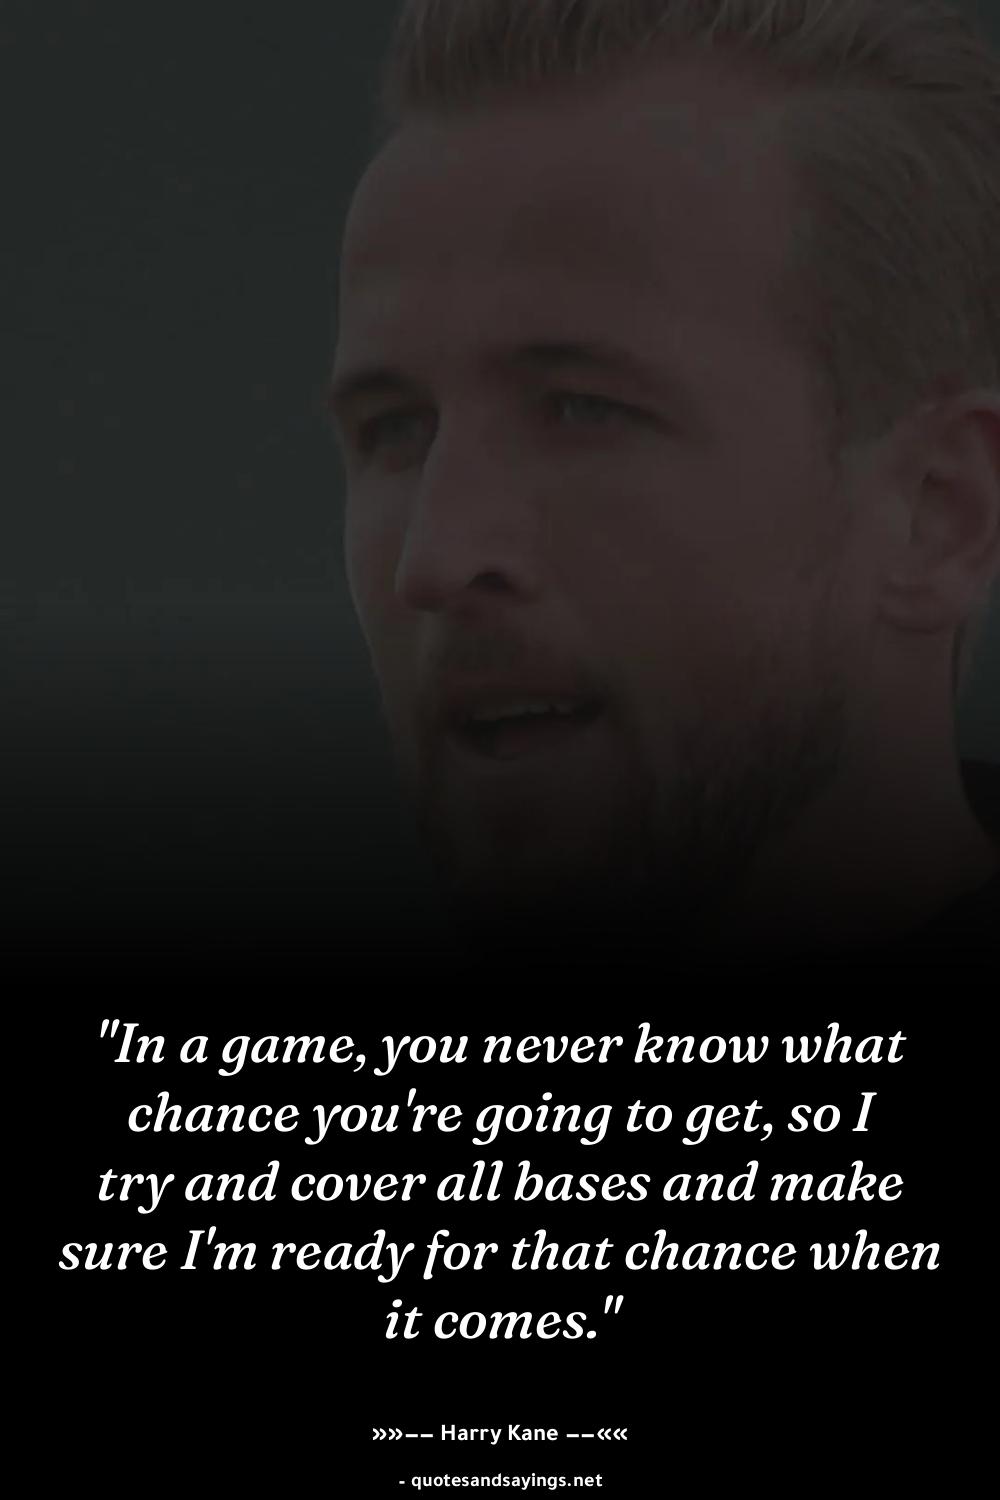 "In a game, you never know what
chance you're going to get, so I
try and cover all bases and make
sure I'm ready for that chance when
it comes."
»»−− Harry Kane −−««
- quotesandsayings.net